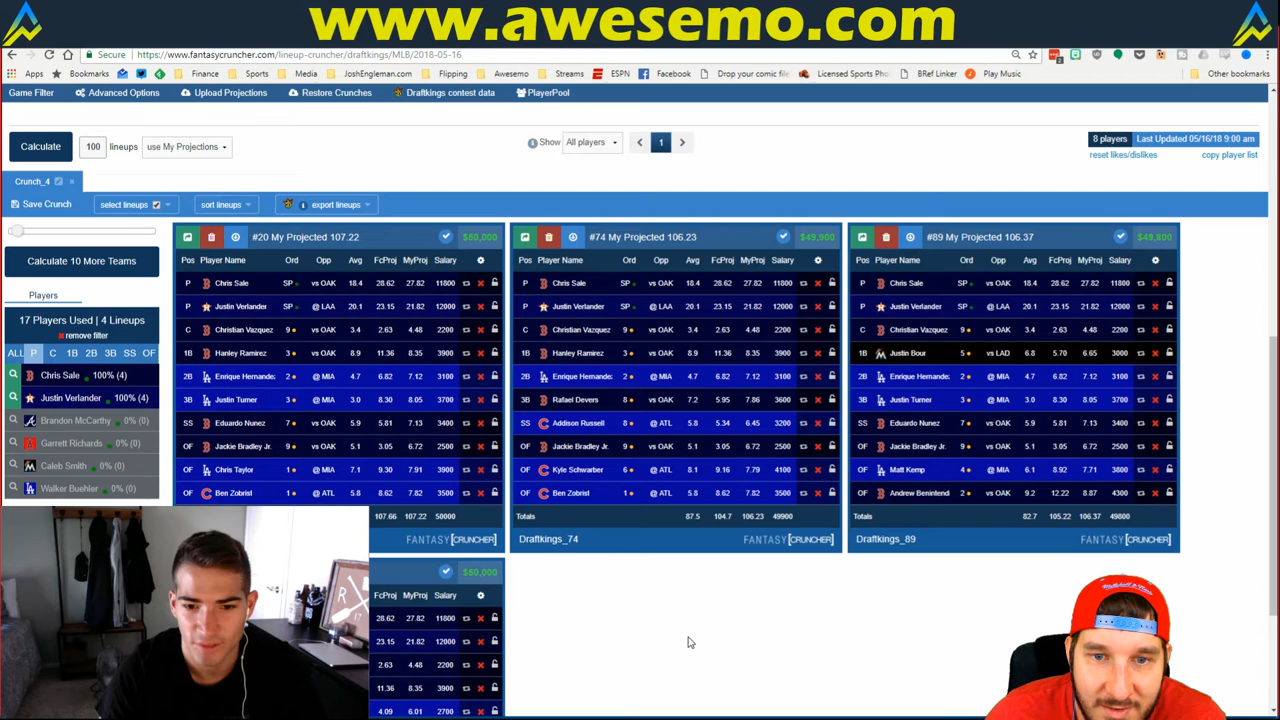 www.awesemo.com
Secure https://www.fantasycruncher.com/lineup-cruncher/draftkings/MLB/2018-05-16
Apps Bookmarks Finance Sports Media JoshEngleman.com Flipping Awesemo Streams ESPN Facebook Drop your comic file Licensed Sports Pho BRef Linker Play Music Other bookmarks
Game Filter Advanced Options Upload Projections Restore Crunches Draftkings contest data PlayerPool
Calculate 100 lineups use My Projections Show All players 1 8 players Last Updated 05/16/18 9:00 am
reset likes/dislikes copy player list
Crunch_4
Save Crunch select lineups sort lineups export lineups
Calculate 10 More Teams
Players
17 Players Used | 4 Lineups
remove filter
ALL P C 1B 2B 3B SS OF
Chris Sale 100% (4)
Justin Verlander 100% (4)
Brandon McCarthy 0% (0)
Garrett Richards 0% (0)
Caleb Smith 0% (0)
Walker Buehler 0% (0)
#20 My Projected 107.22 $50,000
Pos Player Name Ord Opp Avg FcProj MyProj Salary
P Chris Sale SP vs OAK 18.4 28.62 27.82 11800
P Justin Verlander SP @ LAA 20.1 23.15 21.82 12000
C Christian Vazquez 9 vs OAK 3.4 2.63 4.48 2200
1B Hanley Ramirez 3 vs OAK 8.9 11.36 8.35 3900
2B Enrique Hernandez 2 @ MIA 4.7 6.82 7.12 3100
3B Justin Turner 3 @ MIA 3.0 8.30 8.05 3700
SS Eduardo Nunez 7 vs OAK 5.9 5.81 7.13 3400
OF Jackie Bradley Jr. 9 vs OAK 5.1 3.05 6.72 2500
OF Chris Taylor 1 @ MIA 7.1 9.30 7.91 3900
OF Ben Zobrist 1 @ ATL 5.8 8.62 7.82 3500
107.66 107.22 50000
FANTASY [CRUNCHER]
#74 My Projected 106.23 $49,900
Pos Player Name Ord Opp Avg FcProj MyProj Salary
P Chris Sale SP vs OAK 18.4 28.62 27.82 11800
P Justin Verlander SP @ LAA 20.1 23.15 21.82 12000
C Christian Vazquez 9 vs OAK 3.4 2.63 4.48 2200
1B Hanley Ramirez 3 vs OAK 8.9 11.36 8.35 3900
2B Enrique Hernandez 2 @ MIA 4.7 6.82 7.12 3100
3B Rafael Devers 8 vs OAK 7.2 5.95 7.86 3600
SS Addison Russell 8 @ ATL 5.8 5.34 6.45 3200
OF Jackie Bradley Jr. 9 vs OAK 5.1 3.05 6.72 2500
OF Kyle Schwarber 6 @ ATL 8.1 9.16 7.79 4100
OF Ben Zobrist 1 @ ATL 5.8 8.62 7.82 3500
Totals 87.5 104.7 106.23 49900
Draftkings_74 FANTASY [CRUNCHER]
#89 My Projected 106.37 $49,800
Pos Player Name Ord Opp Avg FcProj MyProj Salary
P Chris Sale SP vs OAK 18.4 28.62 27.82 11800
P Justin Verlander SP @ LAA 20.1 23.15 21.82 12000
C Christian Vazquez 9 vs OAK 3.4 2.63 4.48 2200
1B Justin Bour 5 vs LAD 6.8 5.70 6.65 3000
2B Enrique Hernandez 2 @ MIA 4.7 6.82 7.12 3100
3B Justin Turner 3 @ MIA 3.0 8.30 8.05 3700
SS Eduardo Nunez 7 vs OAK 5.9 5.81 7.13 3400
OF Jackie Bradley Jr. 9 vs OAK 5.1 3.05 6.72 2500
OF Matt Kemp 4 @ MIA 6.1 8.92 7.71 3800
OF Andrew Benintend 2 vs OAK 9.2 12.22 8.87 4300
Totals 82.7 105.22 106.37 49800
Draftkings_89 FANTASY [CRUNCHER]
$50,000
FcProj MyProj Salary
28.62 27.82 11800
23.15 21.82 12000
2.63 4.48 2200
11.36 8.35 3900
4.09 6.01 2700
R
17